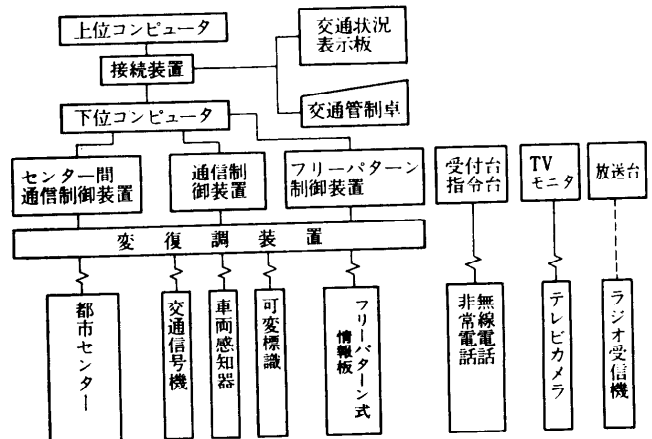 上位コンピュータ
交通状況
表示板
接続装置
交通管制卓
下位コンピュータ
センター間
通信制御装置
通信制
御装置
フリーパターン
制御装置
受付台
指令台
TV
モニタ
放送台
変復調装置
都市センター
交通信号機
車両感知器
可変標識
フリーパターン式
情報板
無線電話
非常電話
テレビカメラ
ラジオ受信機